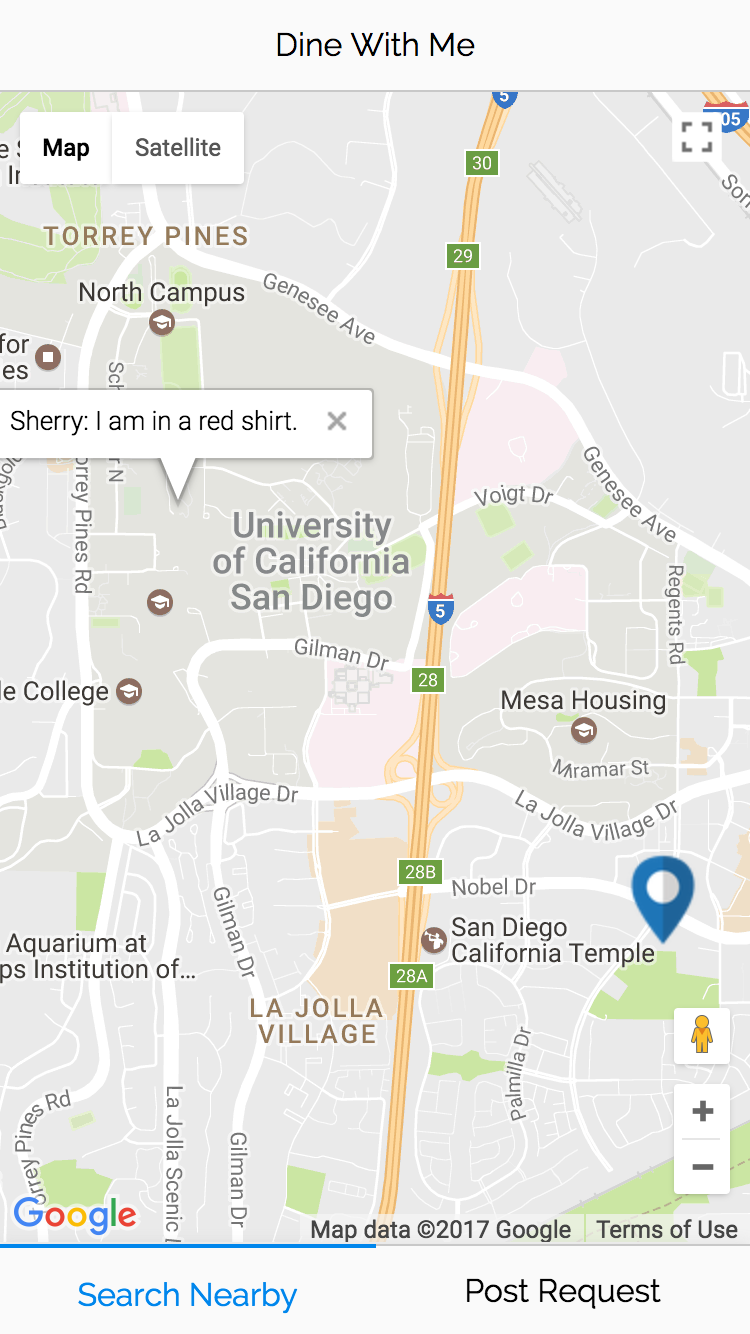 Dine With Me
5
05
Map
Satellite
30
TORREY PINES
29
Genesee Ave
North Campus
for
es
Sherry: I am in a red shirt.
Torrey Pines Rd
Voigt Dr
Genesee Ave
University
of California
San Diego
Regents Rd
5
Gilman Dr
28
le College
Mesa Housing
Miramar St
La Jolla Village Dr
La Jolla Village Dr
28B
Nobel Dr
Gilman Dr
San Diego
California Temple
Aquarium at
ps Institution of...
28A
LA JOLLA
VILLAGE
Palmilla Dr
orrey Pines Rd
La Jolla Scenic
Gilman Dr
Google
Map data ©2017 Google
Terms of Use
Search Nearby
Post Request